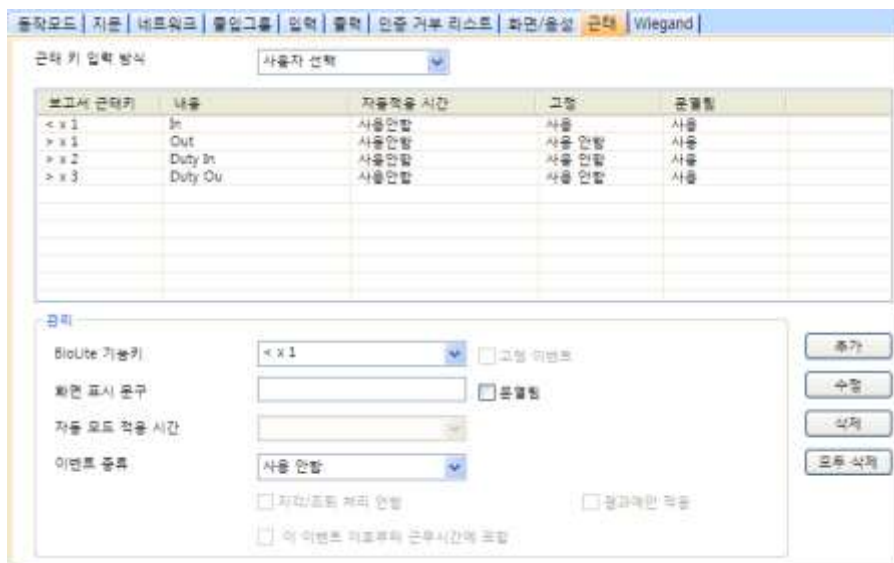 동작모드 | 지문 | 네트워크 | 출입그룹 | 입력 | 출력 | 인증 거부 리스트 | 화면/음성 근태 | Wiegand |
근태 키 입력 방식 사용자 선택
보고서 근태키 내용 자동적용 시간 고정 문열림
< x 1 In 사용안함 사용 사용
> x 1 Out 사용안함 사용 안함 사용
> x 2 Duty In 사용안함 사용 안함 사용
> x 3 Duty Ou 사용안함 사용 안함 사용
관리
BioLite 기능키 < x 1 고정 이벤트 추가
화면 표시 문구 문열림 수정
자동 모드 적용 시간 삭제
이벤트 종류 사용 안함 모두 삭제
지각/조퇴 처리 안함 결과에만 적용
이 이벤트 이후부터 근무시간에 포함